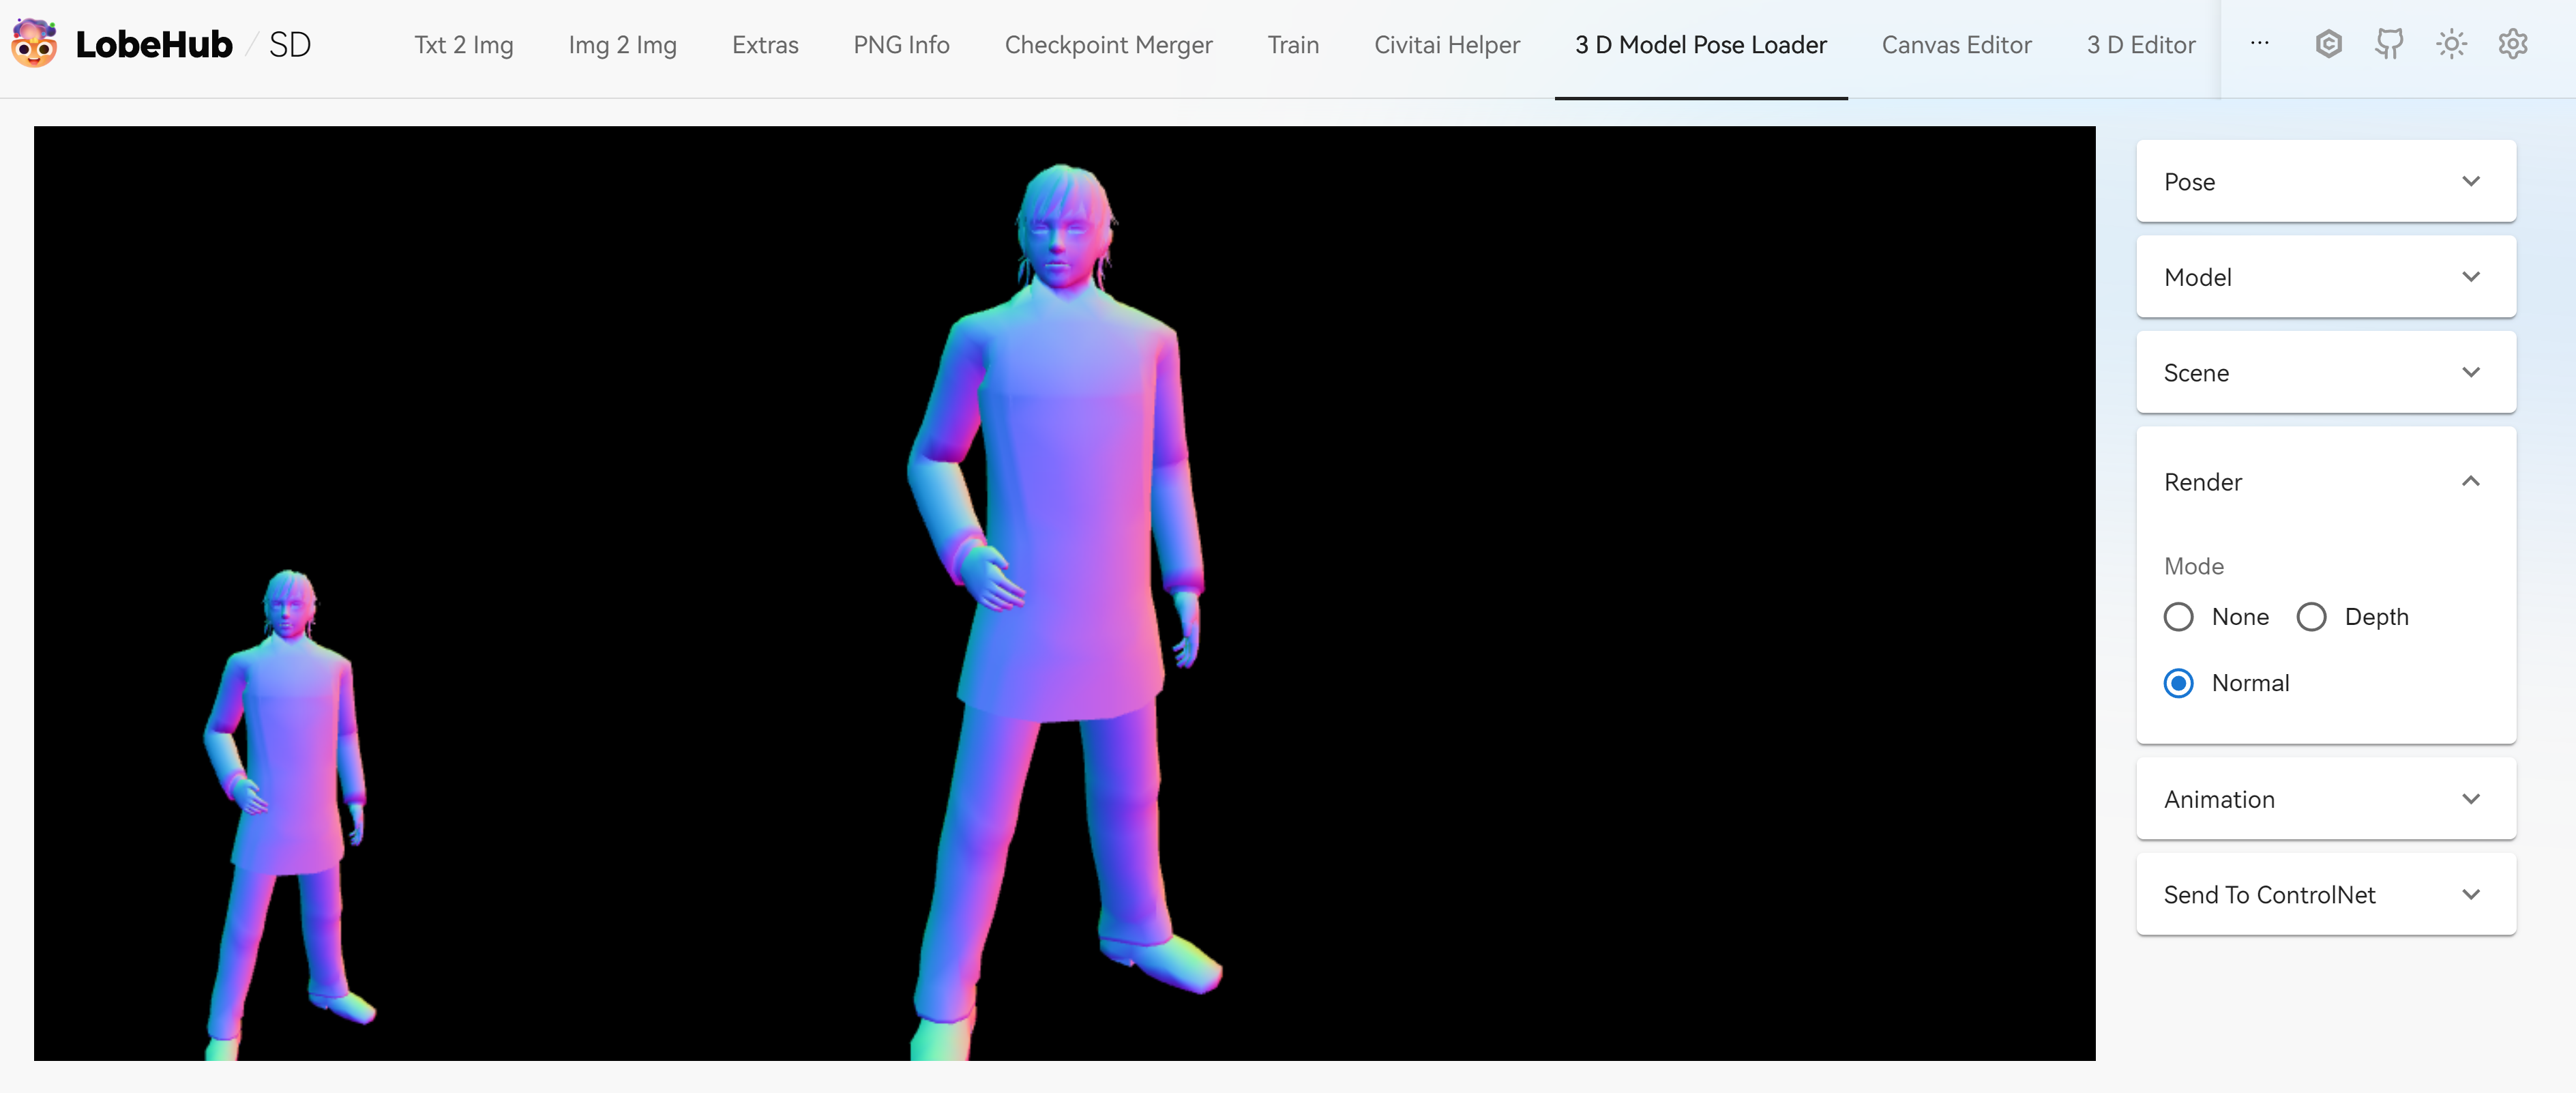 LobeHub / SD
Txt 2 Img
Img 2 Img
Extras
PNG Info
Checkpoint Merger
Train
Civitai Helper
3 D Model Pose Loader
Canvas Editor
3 D Editor
···
Pose
Model
Scene
Render
Mode
None
Depth
Normal
Animation
Send To ControlNet